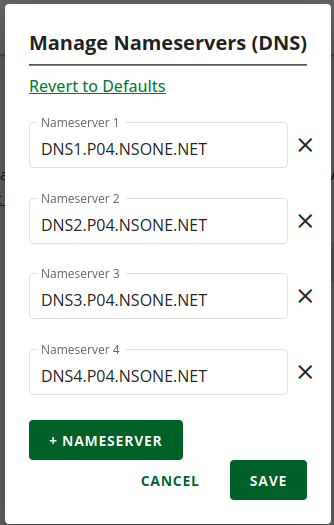 Manage Nameservers (DNS)
Revert to Defaults
Nameserver 1
DNS1.P04.NSONE.NET
Nameserver 2
DNS2.P04.NSONE.NET
Nameserver 3
DNS3.P04.NSONE.NET
Nameserver 4
DNS4.P04.NSONE.NET
+ NAMESERVER
CANCEL
SAVE